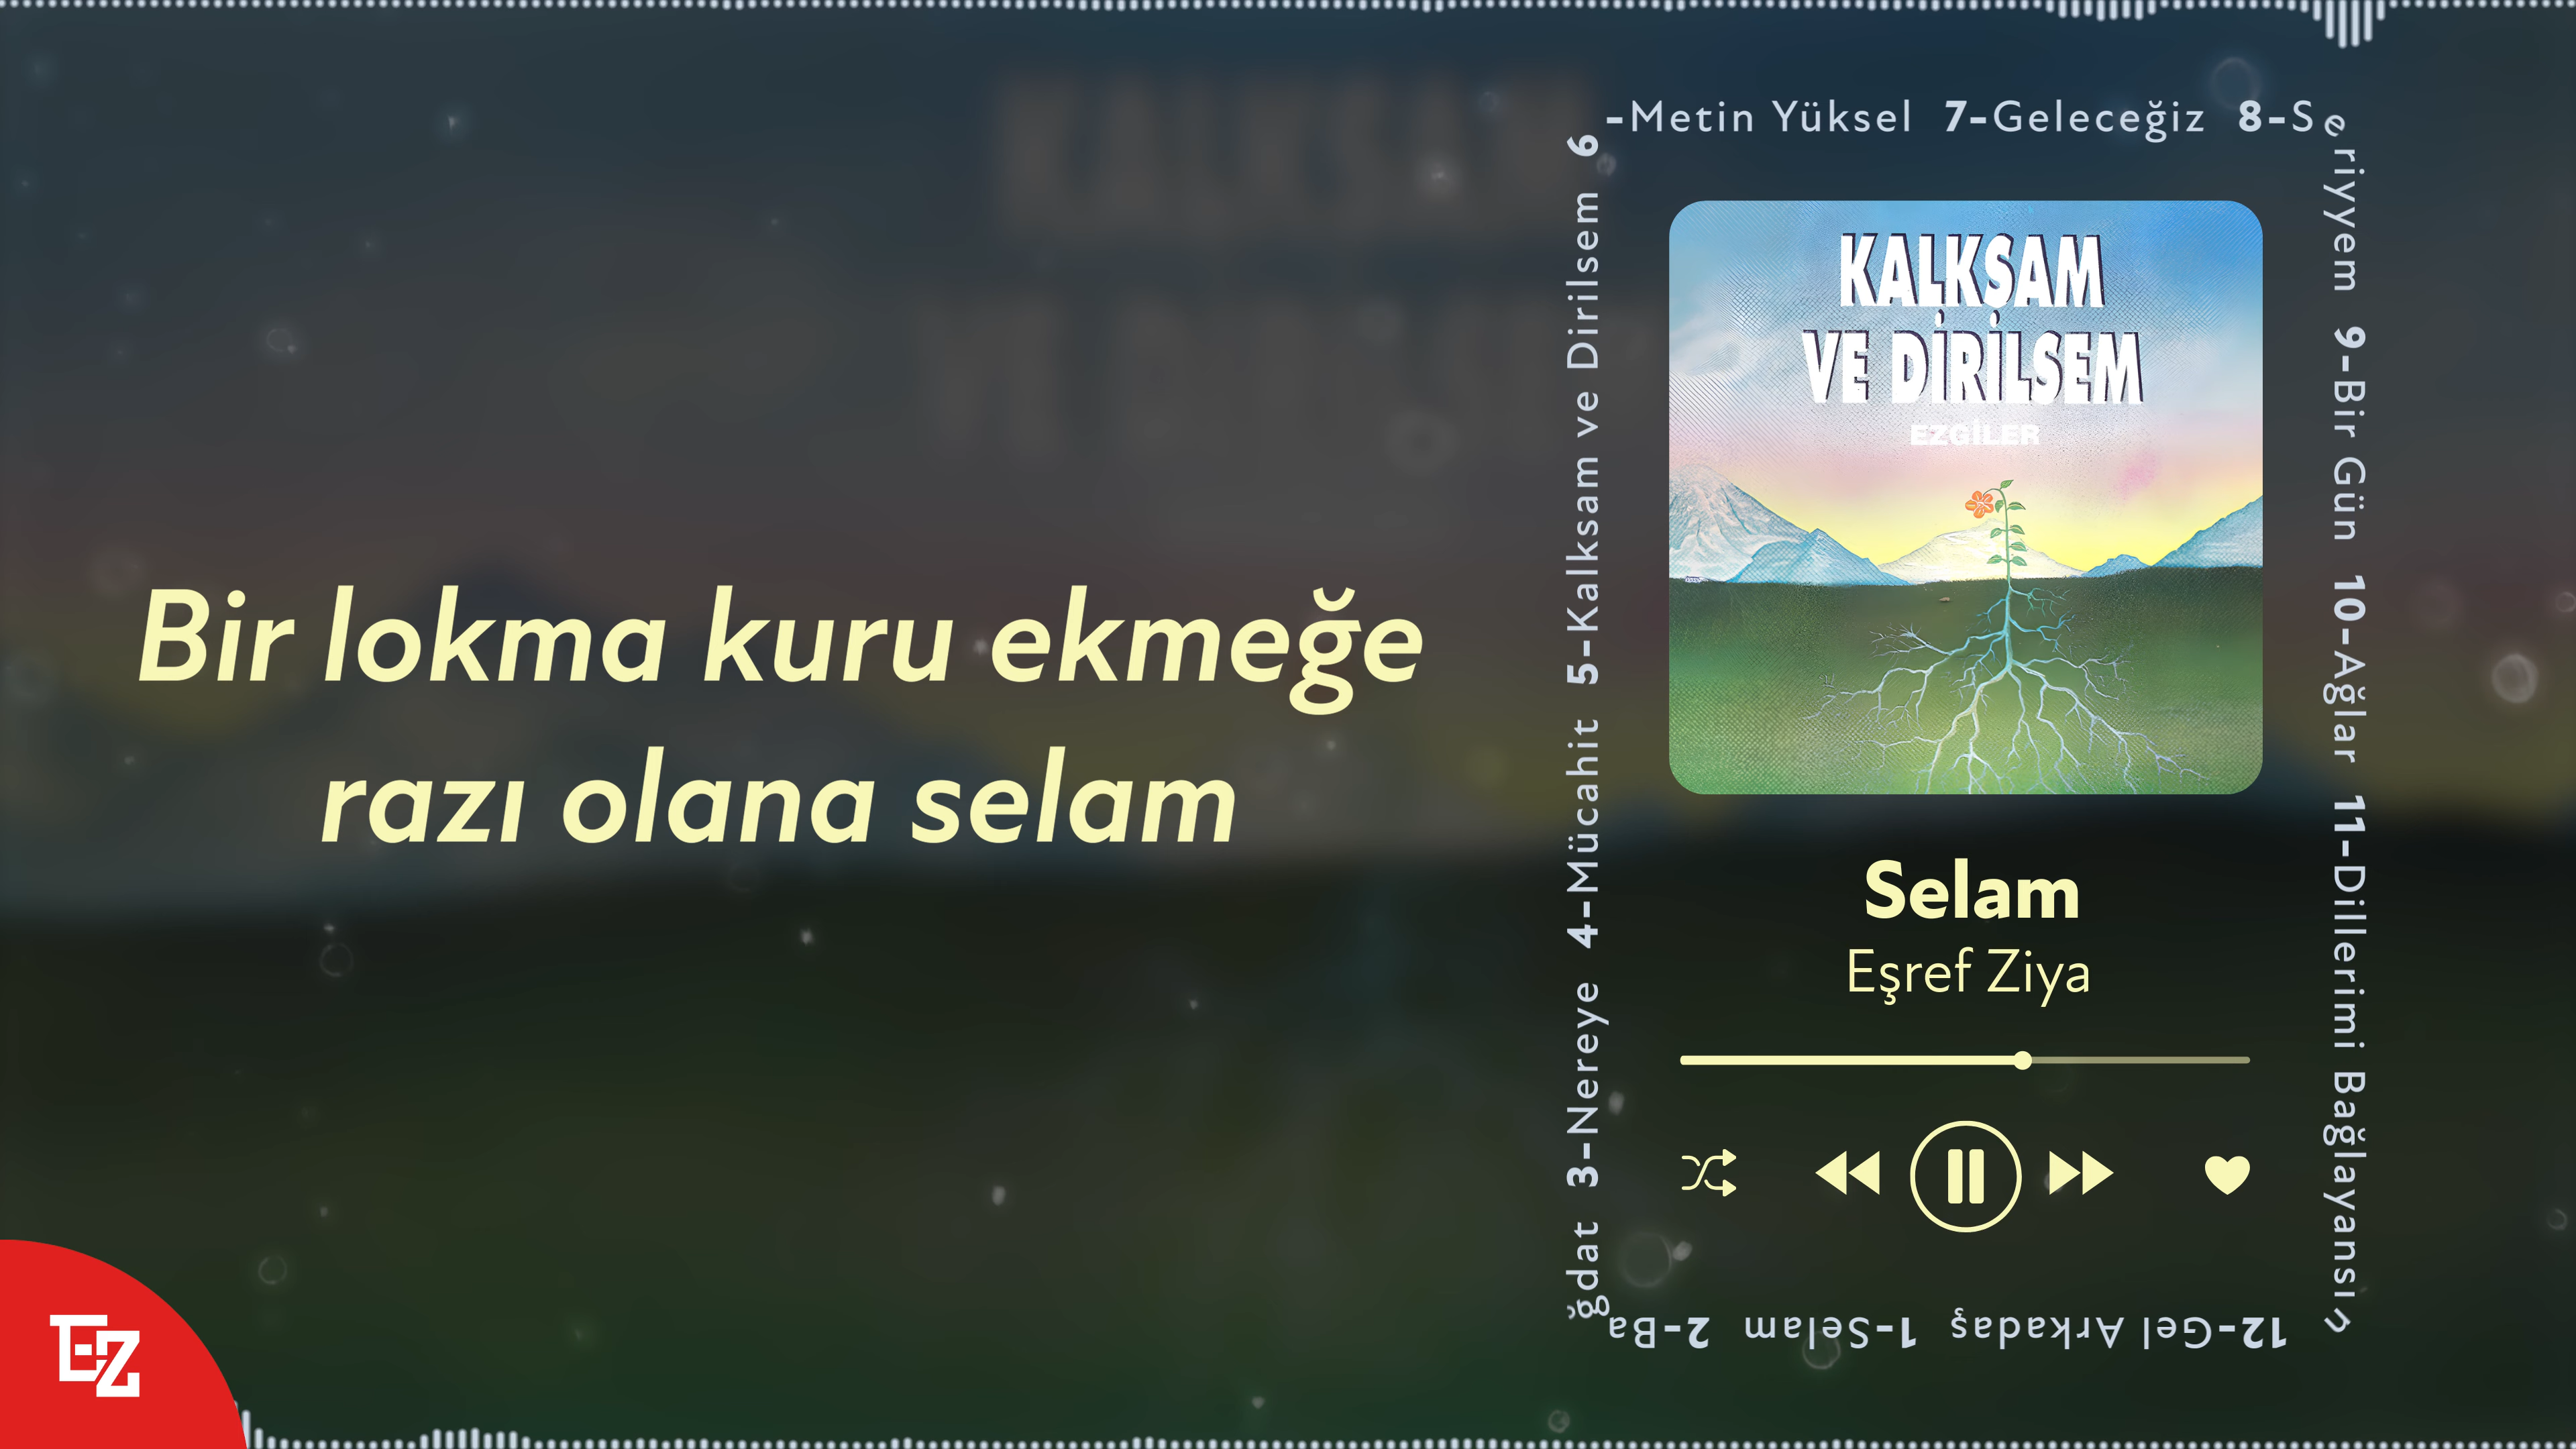 Bir lokma kuru ekmeğe
razı olana selam
-Metin Yüksel 7-Geleceğiz 8-Seriyyem 9-Bir Gün 10-Ağlar 11-Dillerimi Bağlayansın 12-Gel Arkadaş 1-Selam 2-Bağdat 3-Nereye 4-Mücahit 5-Kalksam ve Dirilsem 6
KALKSAM
VE DİRİLSEM
EZGİLER
Selam
Eşref Ziya
EZ